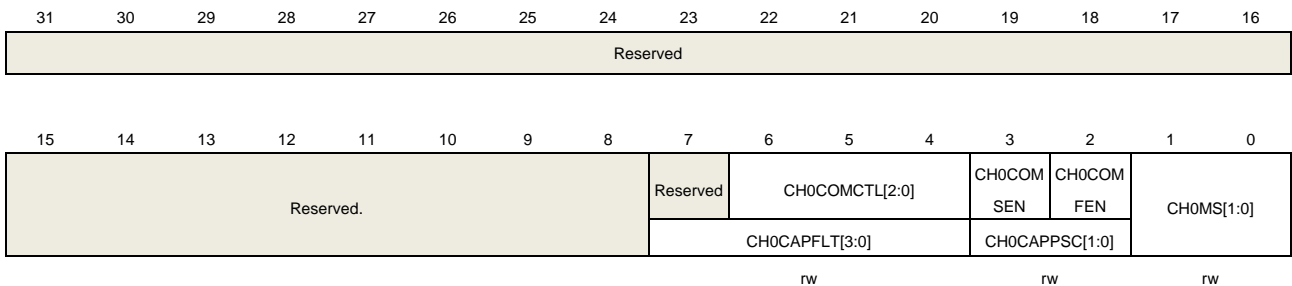 31 30 29 28 27 26 25 24 23 22 21 20 19 18 17 16
Reserved
15 14 13 12 11 10 9 8 7 6 5 4 3 2 1 0
Reserved.
Reserved
CH0COMCTL[2:0]
CH0COM
SEN
CH0COM
FEN
CH0MS[1:0]
CH0CAPFLT[3:0]
CH0CAPPSC[1:0]
rw rw rw